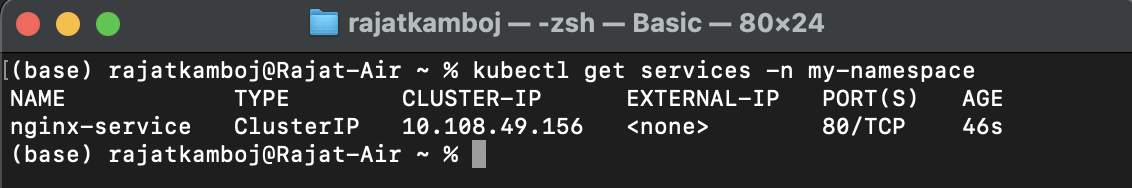 rajatkamboj — -zsh — Basic — 80×24
(base) rajatkamboj@Rajat-Air ~ % kubectl get services -n my-namespace
NAME TYPE CLUSTER-IP EXTERNAL-IP PORT(S) AGE
nginx-service ClusterIP 10.108.49.156 <none> 80/TCP 46s
(base) rajatkamboj@Rajat-Air ~ %